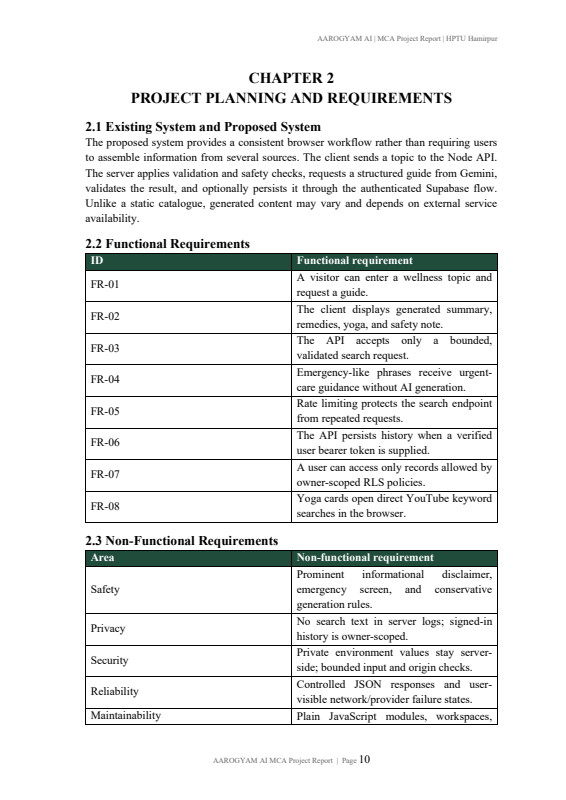 AAROGYAM AI | MCA Project Report | HPTU Hamirpur
CHAPTER 2
PROJECT PLANNING AND REQUIREMENTS
2.1 Existing System and Proposed System
The proposed system provides a consistent browser workflow rather than requiring users
to assemble information from several sources. The client sends a topic to the Node API.
The server applies validation and safety checks, requests a structured guide from Gemini,
validates the result, and optionally persists it through the authenticated Supabase flow.
Unlike a static catalogue, generated content may vary and depends on external service
availability.
2.2 Functional Requirements
ID Functional requirement
FR-01 A visitor can enter a wellness topic and
request a guide.
FR-02 The client displays generated summary,
remedies, yoga, and safety note.
FR-03 The API accepts only a bounded,
validated search request.
FR-04 Emergency-like phrases receive urgent-
care guidance without AI generation.
FR-05 Rate limiting protects the search endpoint
from repeated requests.
FR-06 The API persists history when a verified
user bearer token is supplied.
FR-07 A user can access only records allowed by
owner-scoped RLS policies.
FR-08 Yoga cards open direct YouTube keyword
searches in the browser.
2.3 Non-Functional Requirements
Area Non-functional requirement
Safety Prominent informational disclaimer,
emergency screen, and conservative
generation rules.
Privacy No search text in server logs; signed-in
history is owner-scoped.
Security Private environment values stay server-
side; bounded input and origin checks.
Reliability Controlled JSON responses and user-
visible network/provider failure states.
Maintainability Plain JavaScript modules, workspaces,
AAROGYAM AI MCA Project Report | Page 10